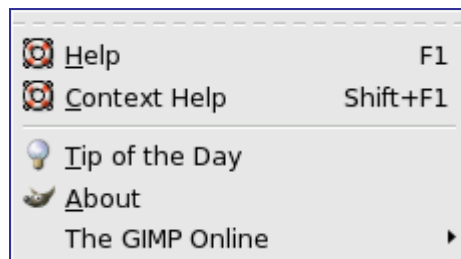 Help F1
Context Help Shift+F1
Tip of the Day
About
The GIMP Online